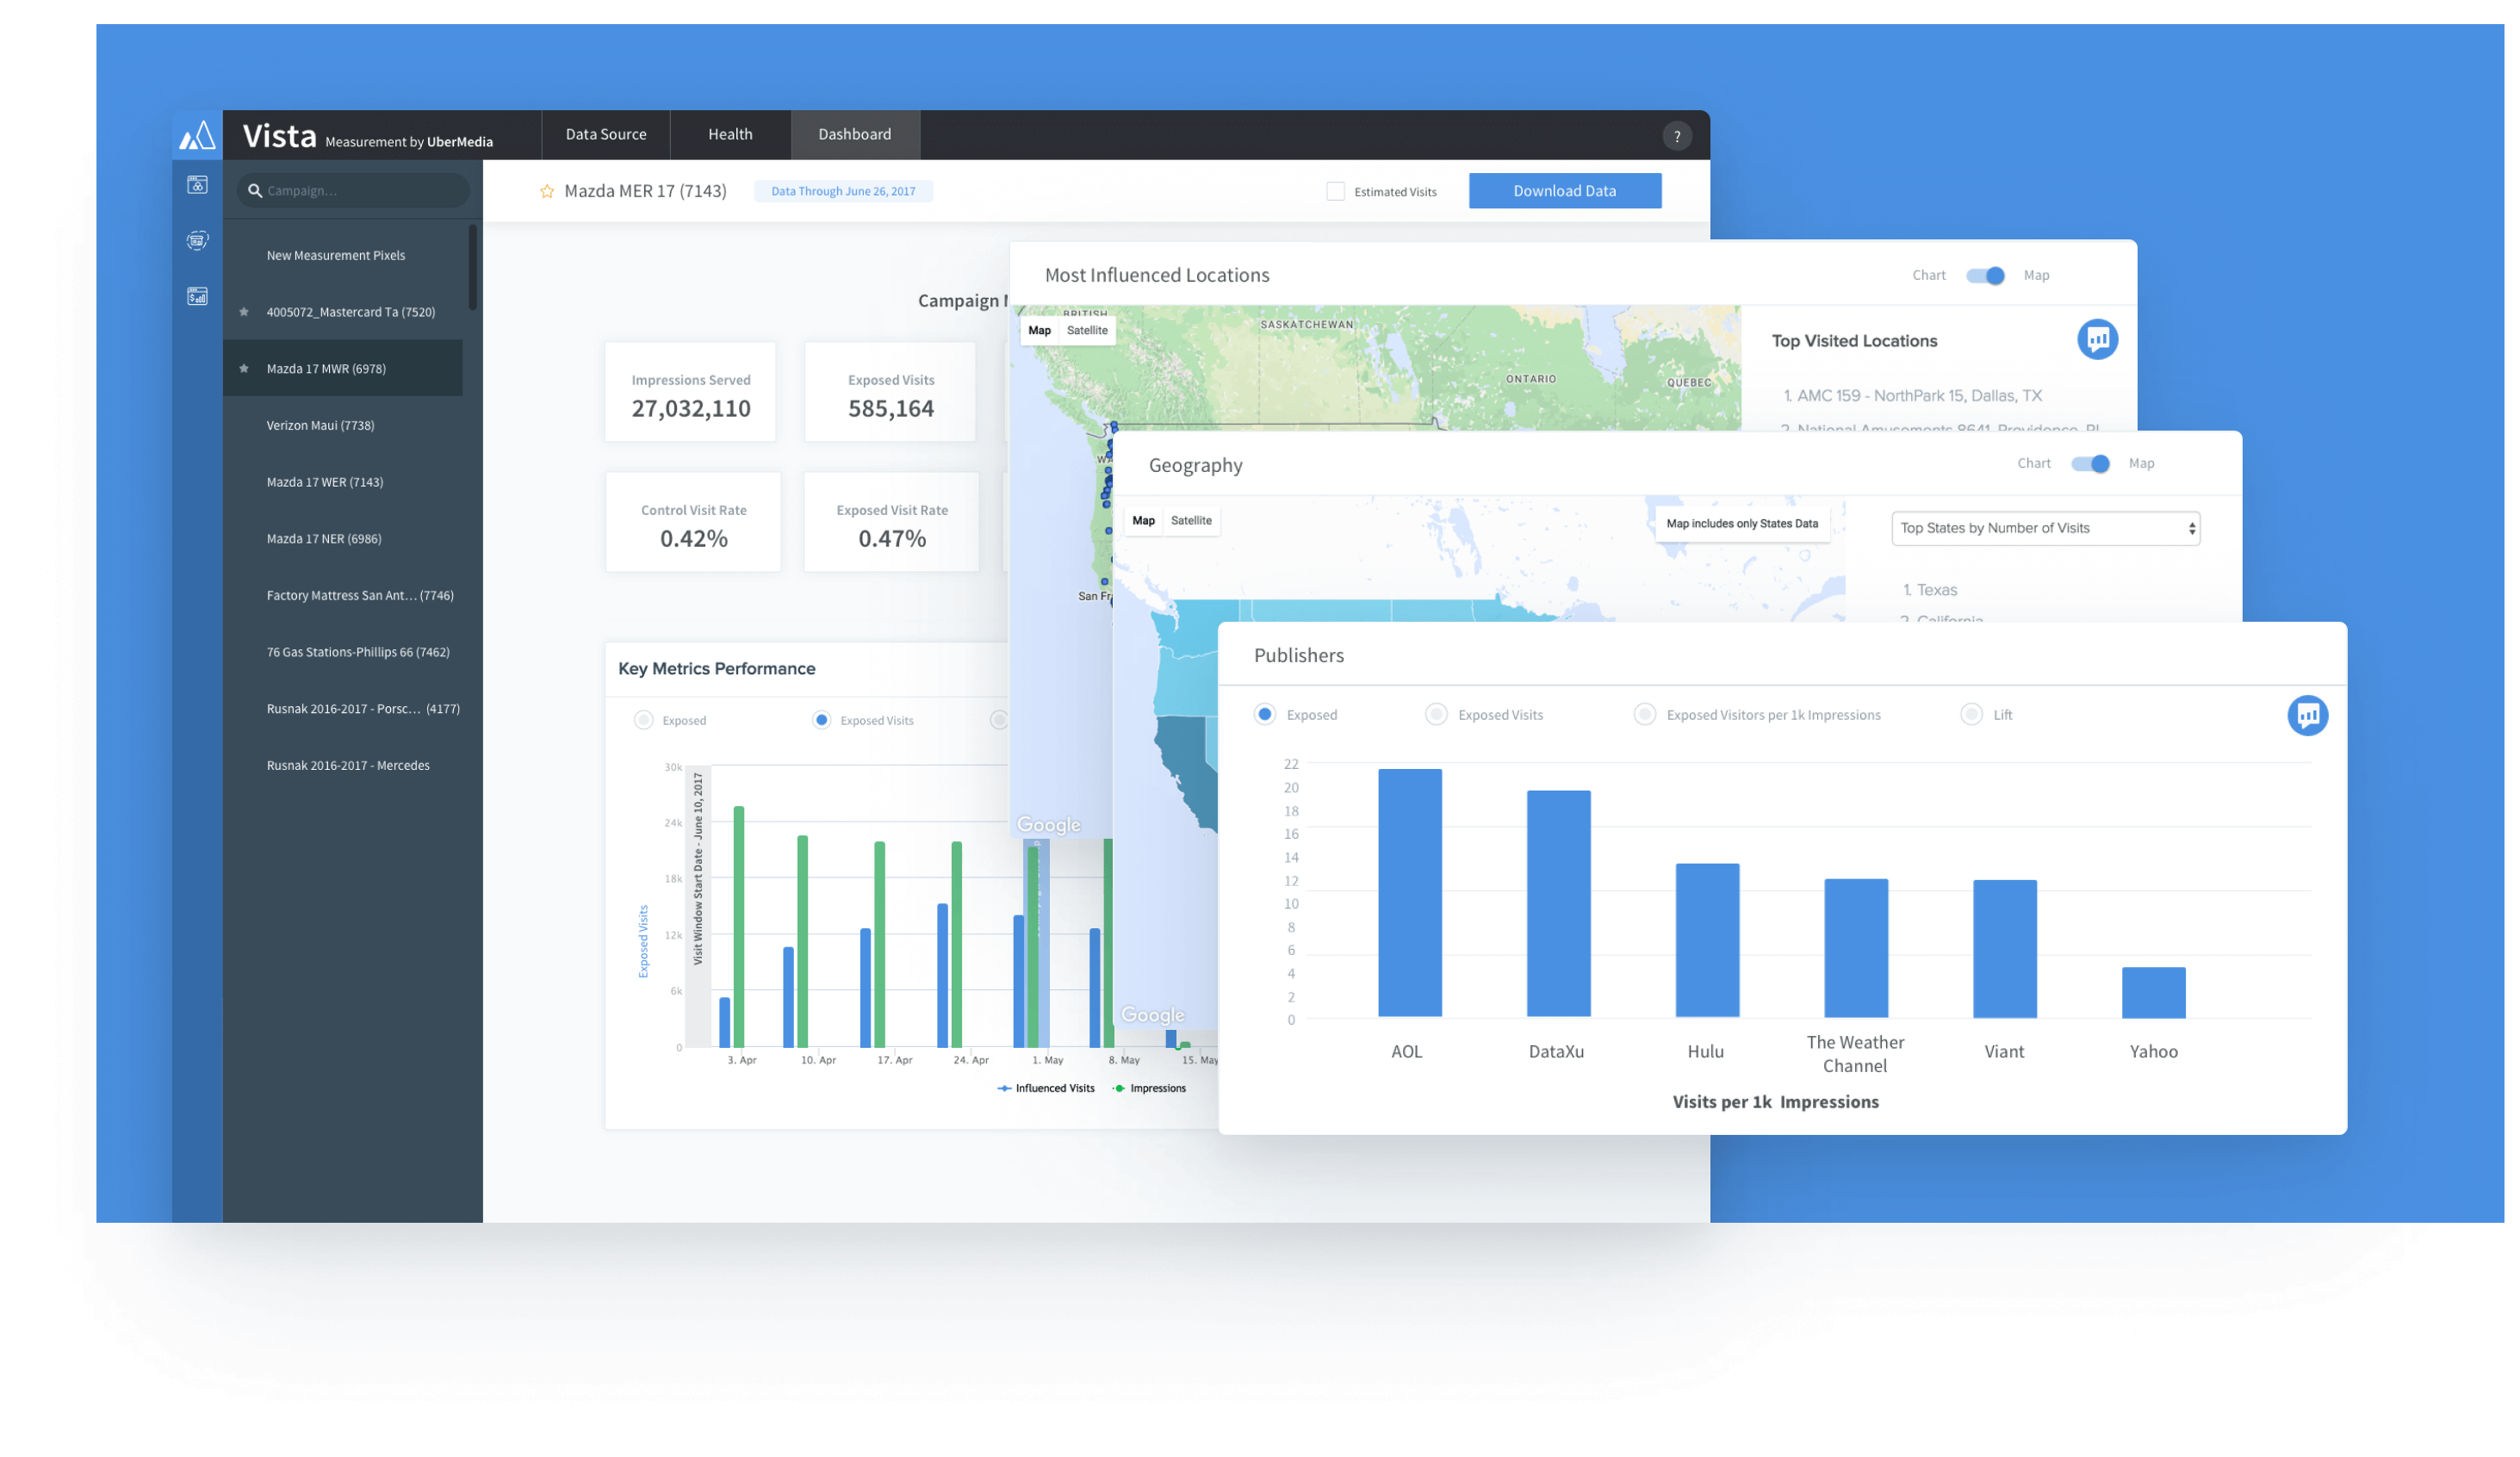 Vista Measurement by UberMedia
Data Source
Health
Dashboard
?
Campaign...
New Measurement Pixels
4005072_Mastercard Ta (7520)
Mazda 17 MWR (6978)
Verizon Maui (7738)
Mazda 17 WER (7143)
Mazda 17 NER (6986)
Factory Mattress San Ant... (7746)
76 Gas Stations-Phillips 66 (7462)
Rusnak 2016-2017 - Porsc... (4177)
Rusnak 2016-2017 - Mercedes
Mazda MER 17 (7143)
Data Through June 26, 2017
Estimated Visits
Download Data
Campaign
Impressions Served
27,032,110
Exposed Visits
585,164
Control Visit Rate
0.42%
Exposed Visit Rate
0.47%
Key Metrics Performance
Exposed
Exposed Visits
30k
24k
18k
12k
6k
0
Exposed Visits
Visit Window Start Date - June 10, 2017
3. Apr
10. Apr
17. Apr
24. Apr
1. May
8. May
15. May
Influenced Visits
Impressions
Most Influenced Locations
Chart
Map
Map
Satellite
BRITISH
SASKATCHEWAN
ONTARIO
QUEBEC
WA
San Fr
Google
Top Visited Locations
1. AMC 159 - NorthPark 15, Dallas, TX
2. National Amusements 8641, Providence, RI
Geography
Chart
Map
Map
Satellite
Map includes only States Data
Google
Top States by Number of Visits
1. Texas
2. California
Publishers
Exposed
Exposed Visits
Exposed Visitors per 1k Impressions
Lift
22
20
18
16
14
12
10
8
6
4
2
0
AOL
DataXu
Hulu
The Weather
Channel
Viant
Yahoo
Visits per 1k Impressions